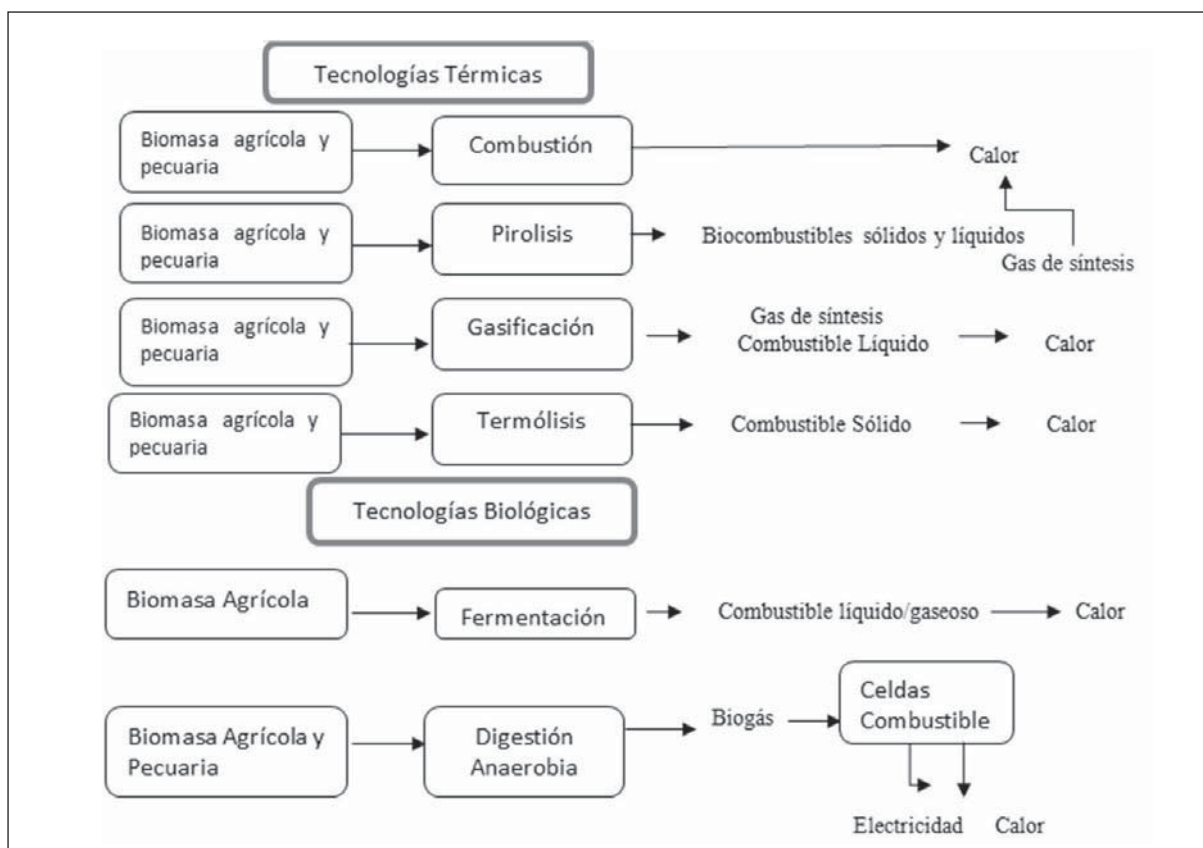 Tecnologías Térmicas
Biomasa agrícola y
pecuaria
Combustión
Calor
Biomasa agrícola y
pecuaria
Pirolisis
Biocombustibles sólidos y líquidos
Gas de síntesis
Biomasa agrícola y
pecuaria
Gasificación
Gas de síntesis
Combustible Líquido
Calor
Biomasa agrícola y
pecuaria
Termólisis
Combustible Sólido
Calor
Tecnologías Biológicas
Biomasa Agrícola
Fermentación
Combustible líquido/gaseoso
Calor
Biomasa Agrícola y
Pecuaria
Digestión
Anaerobia
Biogás
Celdas
Combustible
Electricidad
Calor